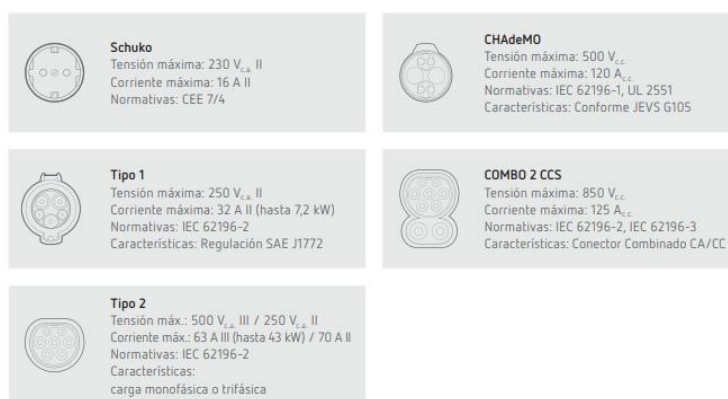 Schuko
Tensión máxima: 230 Vc.a. II
Corriente máxima: 16 A II
Normativas: CEE 7/4
CHAdeMO
Tensión máxima: 500 Vc.c.
Corriente máxima: 120 Ac.c.
Normativas: IEC 62196-1, UL 2551
Características: Conforme JEVS G105
Tipo 1
Tensión máxima: 250 Vc.a. II
Corriente máxima: 32 A II (hasta 7,2 kW)
Normativas: IEC 62196-2
Características: Regulación SAE J1772
COMBO 2 CCS
Tensión máxima: 850 Vc.c.
Corriente máxima: 125 Ac.c.
Normativas: IEC 62196-2, IEC 62196-3
Características: Conector Combinado CA/CC
Tipo 2
Tensión máx.: 500 Vc.a. III / 250 Vc.a. II
Corriente máx.: 63 A III (hasta 43 kW) / 70 A II
Normativas: IEC 62196-2
Características:
carga monofásica o trifásica